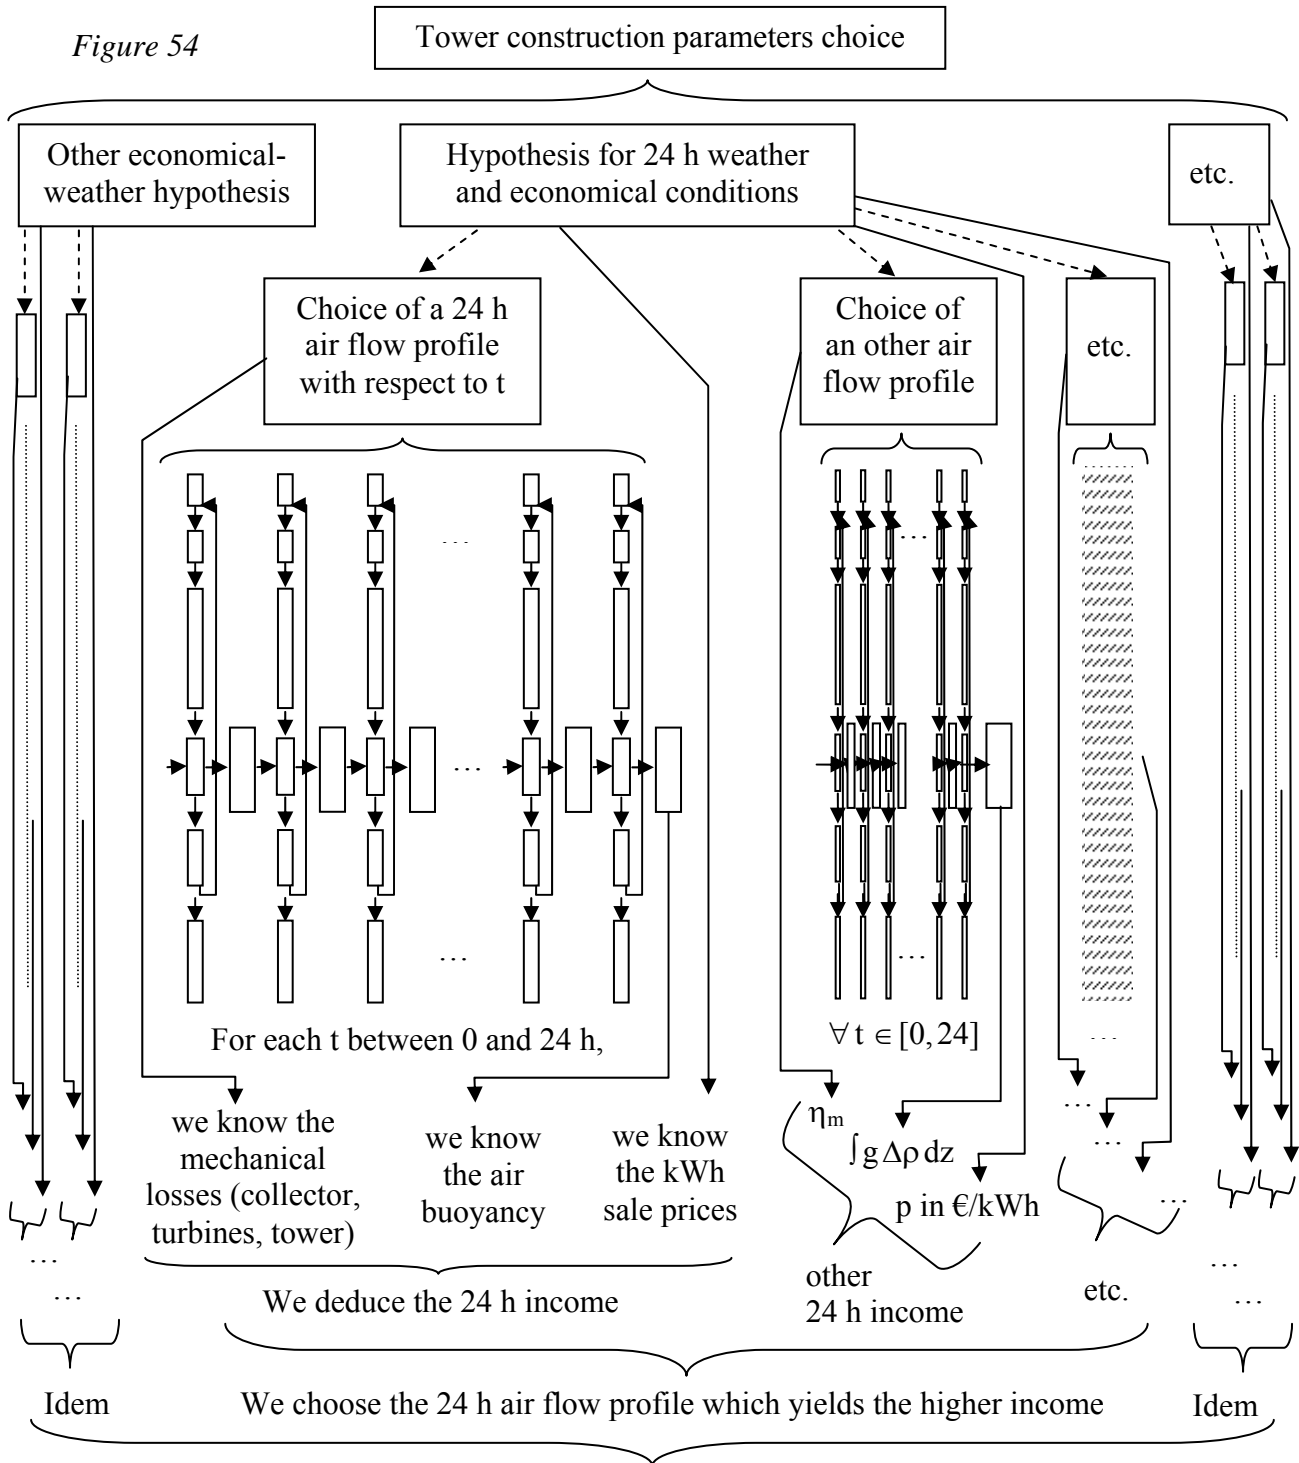 Figure 54
Tower construction parameters choice
Other economical-
weather hypothesis
Hypothesis for 24 h weather
and economical conditions
etc.
Choice of a 24 h
air flow profile
with respect to t
Choice of
an other air
flow profile
etc.
...
...
...
...
...
For each t between 0 and 24 h,
∀ t ∈ [0, 24]
...
we know the
mechanical
losses (collector,
turbines, tower)
we know
the air
buoyancy
we know
the kWh
sale prices
ηm
∫ g Δρ dz
p in €/kWh
...
...
...
...
...
...
...
We deduce the 24 h income
other
24 h income
etc.
Idem
We choose the 24 h air flow profile which yields the higher income
Idem